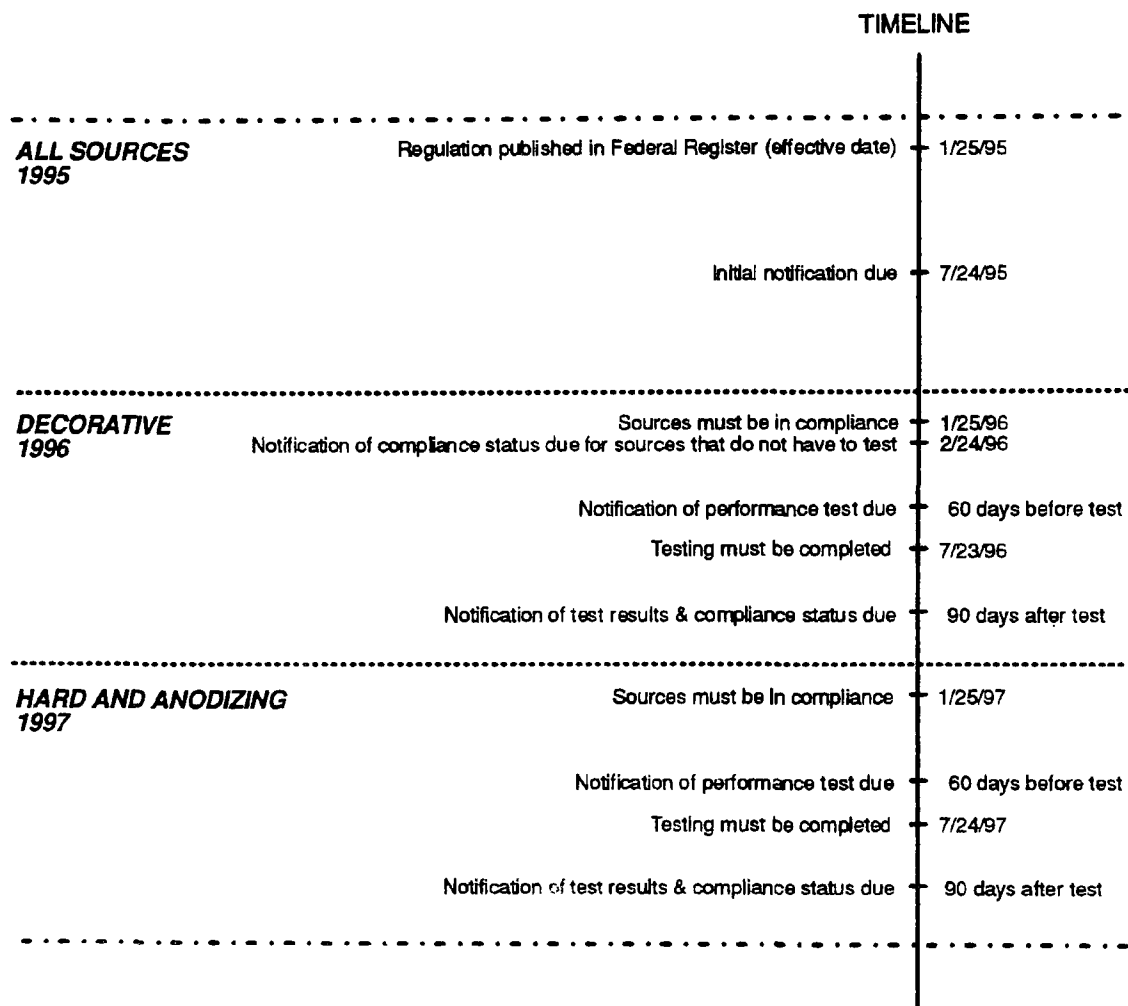 TIMELINE
ALL SOURCES
1995
Regulation published in Federal Register (effective date) 1/25/95
Initial notification due 7/24/95
DECORATIVE
1996
Sources must be in compliance 1/25/96
Notification of compliance status due for sources that do not have to test 2/24/96
Notification of performance test due 60 days before test
Testing must be completed 7/23/96
Notification of test results & compliance status due 90 days after test
HARD AND ANODIZING
1997
Sources must be in compliance 1/25/97
Notification of performance test due 60 days before test
Testing must be completed 7/24/97
Notification of test results & compliance status due 90 days after test